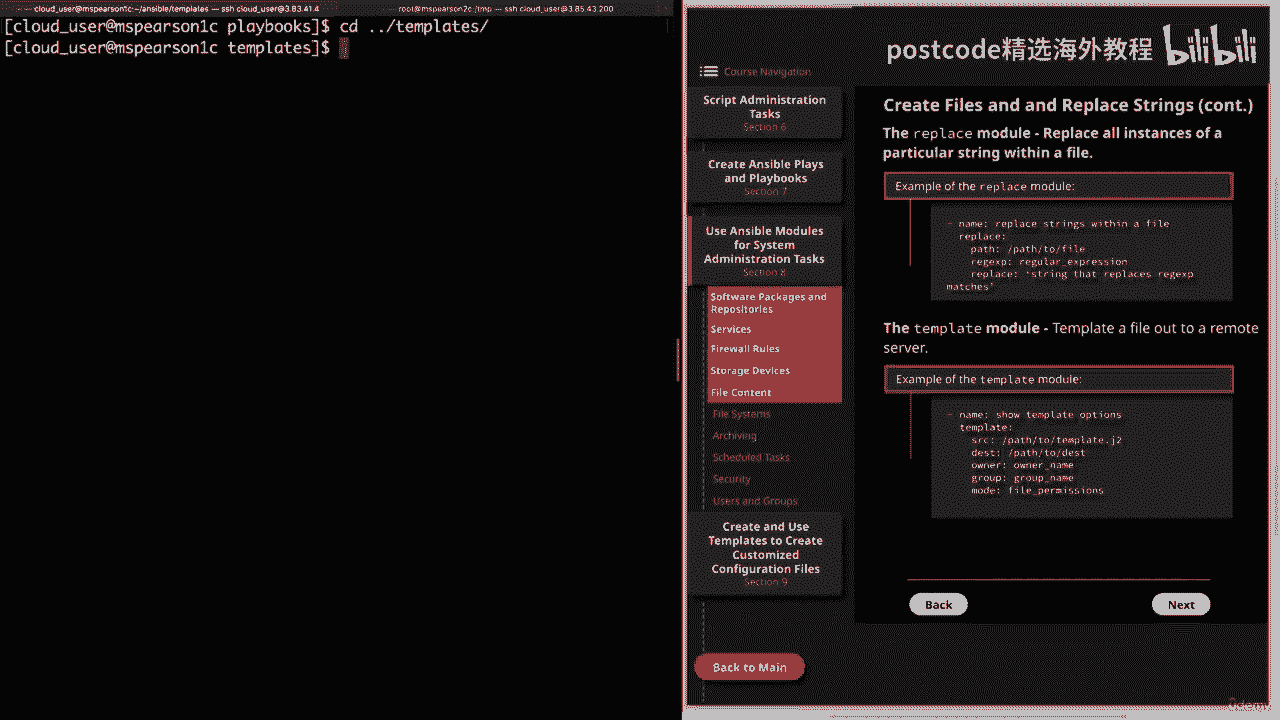 cloud_user@mspearson1c:~/ansible/templates — ssh cloud_user@3.83.41.4
root@mspearson2c:/tmp — ssh cloud_user@3.85.43.200
[cloud_user@mspearson1c playbooks]$ cd ../templates/
[cloud_user@mspearson1c templates]$
postcode精选海外教程 bilibili
Course Navigation
Script Administration
Tasks
Section 6
Create Ansible Plays
and Playbooks
Section 7
Use Ansible Modules
for System
Administration Tasks
Section 8
Software Packages and
Repositories
Services
Firewall Rules
Storage Devices
File Content
File Systems
Archiving
Scheduled Tasks
Security
Users and Groups
Create and Use
Templates to Create
Customized
Configuration Files
Section 9
Back to Main
Create Files and and Replace Strings (cont.)
The replace module - Replace all instances of a
particular string within a file.
Example of the replace module:
- name: replace strings within a file
replace:
path: /path/to/file
regexp: regular_expression
replace: 'string that replaces regexp
matches'
The template module - Template a file out to a remote
server.
Example of the template module:
- name: show template options
template:
src: /path/to/template.j2
dest: /path/to/dest
owner: owner_name
group: group_name
mode: file_permissions
Back
Next